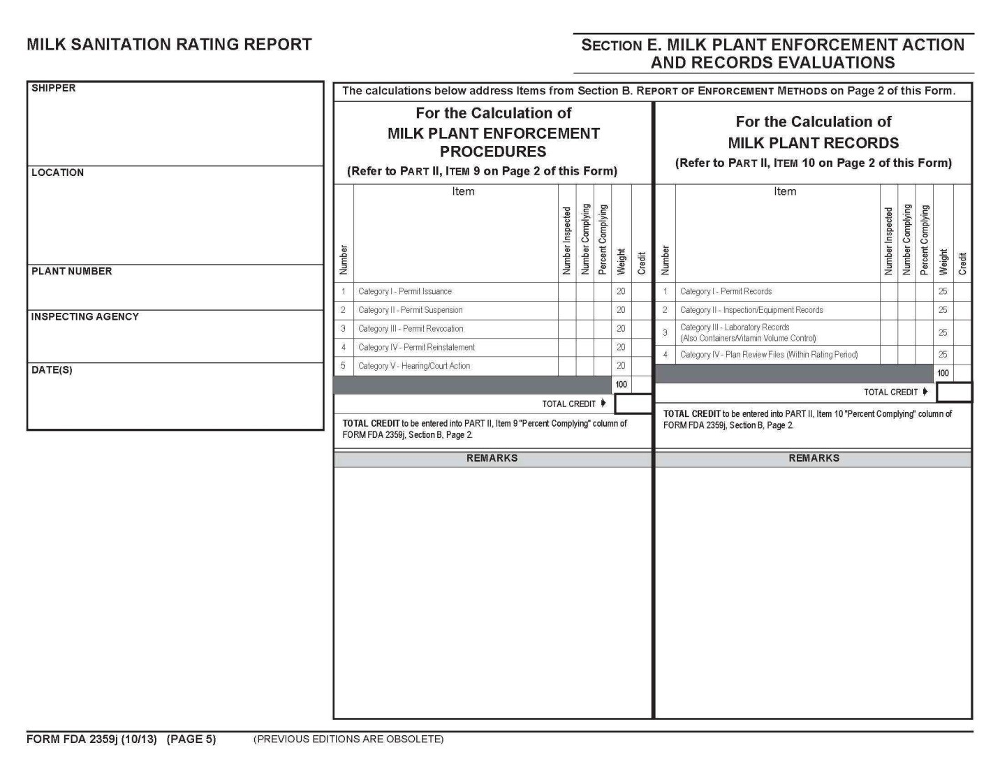 MILK SANITATION RATING REPORT
SECTION E. MILK PLANT ENFORCEMENT ACTION
AND RECORDS EVALUATIONS
SHIPPER
LOCATION
PLANT NUMBER
INSPECTING AGENCY
DATE(S)
The calculations below address Items from Section B. REPORT OF ENFORCEMENT METHODS on Page 2 of this Form.
For the Calculation of
MILK PLANT ENFORCEMENT
PROCEDURES
(Refer to PART II, ITEM 9 on Page 2 of this Form)
Number Item Number Inspected Number Complying Percent Complying Weight Credit
1 Category I - Permit Issuance 20
2 Category II - Permit Suspension 20
3 Category III - Permit Revocation 20
4 Category IV - Permit Reinstatement 20
5 Category V - Hearing/Court Action 20
100
TOTAL CREDIT
TOTAL CREDIT to be entered into PART II, Item 9 "Percent Complying" column of
FORM FDA 2359j, Section B, Page 2.
REMARKS
For the Calculation of
MILK PLANT RECORDS
(Refer to PART II, ITEM 10 on Page 2 of this Form)
Number Item Number Inspected Number Complying Percent Complying Weight Credit
1 Category I - Permit Records 25
2 Category II - Inspection/Equipment Records 25
3 Category III - Laboratory Records 25
(Also Containers/Vitamin Volume Control)
4 Category IV - Plan Review Files (Within Rating Period) 25
100
TOTAL CREDIT
TOTAL CREDIT to be entered into PART II, Item 10 "Percent Complying" column of
FORM FDA 2359j, Section B, Page 2.
REMARKS
FORM FDA 2359j (10/13) (PAGE 5) (PREVIOUS EDITIONS ARE OBSOLETE)